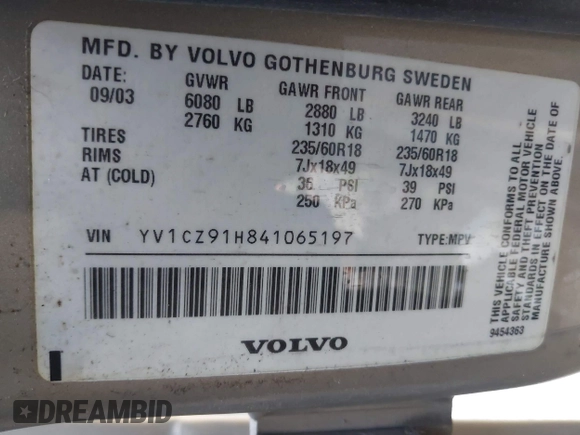 MFD. BY VOLVO GOTHENBURG SWEDEN
DATE: GVWR GAWR FRONT GAWR REAR
09/03 6080 LB 2880 LB 3240 LB
2760 KG 1310 KG 1470 KG
TIRES 235/60R18 235/60R18
RIMS 7Jx18x49 7Jx18x49
AT (COLD) 36 PSI 39 PSI
250 KPa 270 KPa
VIN YV1CZ91H841065197 TYPE:MPV
VOLVO
THIS VEHICLE CONFORMS TO ALL
APPLICABLE FEDERAL MOTOR VEHICLE
SAFETY AND THEFT PREVENTION
STANDARDS IN EFFECT ON THE DATE OF
MANUFACTURE SHOWN ABOVE.
9454363
DREAMBID